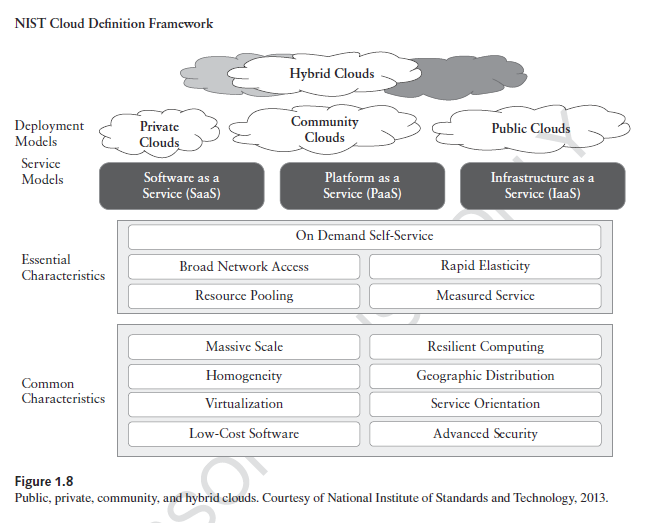 NIST Cloud Definition Framework
Hybrid Clouds
Deployment
Models
Private
Clouds
Community
Clouds
Public Clouds
Service
Models
Software as a
Service (SaaS)
Platform as a
Service (PaaS)
Infrastructure as a
Service (IaaS)
Essential
Characteristics
On Demand Self-Service
Broad Network Access
Rapid Elasticity
Resource Pooling
Measured Service
Common
Characteristics
Massive Scale
Resilient Computing
Homogeneity
Geographic Distribution
Virtualization
Service Orientation
Low-Cost Software
Advanced Security
Figure 1.8
Public, private, community, and hybrid clouds. Courtesy of National Institute of Standards and Technology, 2013.